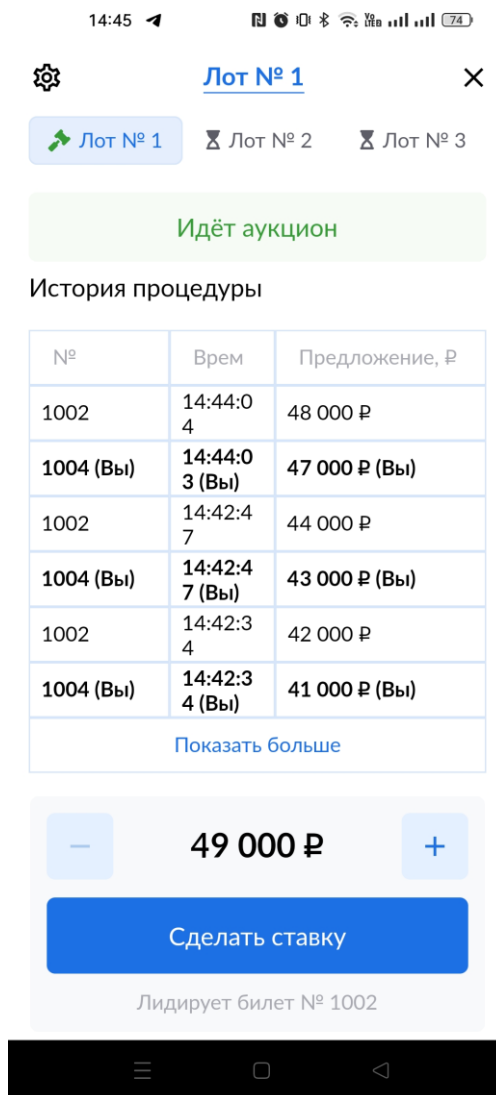 14:45
74
Лот № 1
Лот № 1
Лот № 2
Лот № 3
Идёт аукцион
История процедуры
№ Врем Предложение, ₽
1002 14:44:0
4 48 000 ₽
1004 (Вы) 14:44:0
3 (Вы) 47 000 ₽ (Вы)
1002 14:42:4
7 44 000 ₽
1004 (Вы) 14:42:4
7 (Вы) 43 000 ₽ (Вы)
1002 14:42:3
4 42 000 ₽
1004 (Вы) 14:42:3
4 (Вы) 41 000 ₽ (Вы)
Показать больше
− 49 000 ₽ +
Сделать ставку
Лидирует билет № 1002